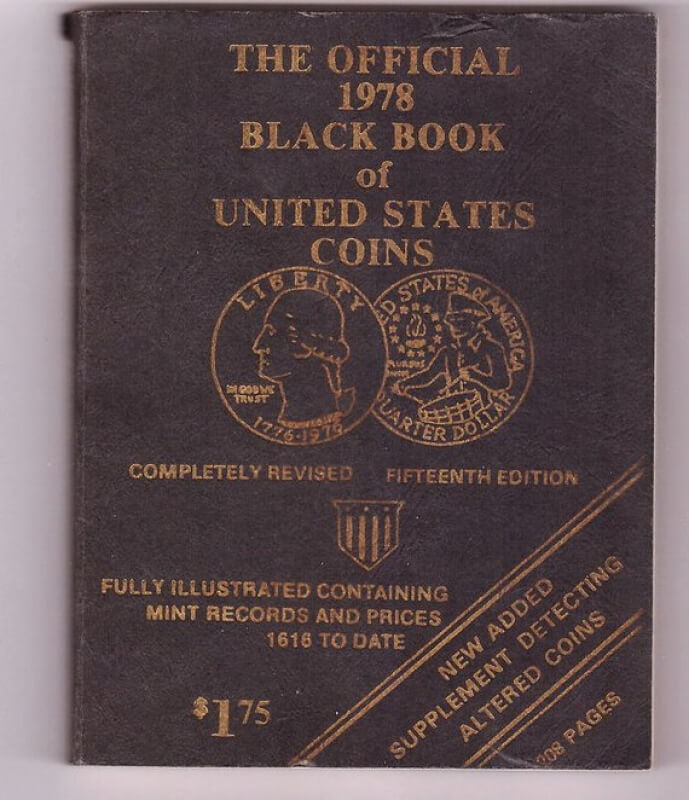 THE OFFICIAL
1978
BLACK BOOK
of
UNITED STATES
COINS
LIBERTY
IN GOD WE
TRUST
1776-1976
ED STATES of AMERICA
QUARTER DOLLAR
COMPLETELY REVISED FIFTEENTH EDITION
FULLY ILLUSTRATED CONTAINING
MINT RECORDS AND PRICES
1616 TO DATE
$1.75
NEW ADDED
SUPPLEMENT DETECTING
ALTERED COINS
208 PAGES